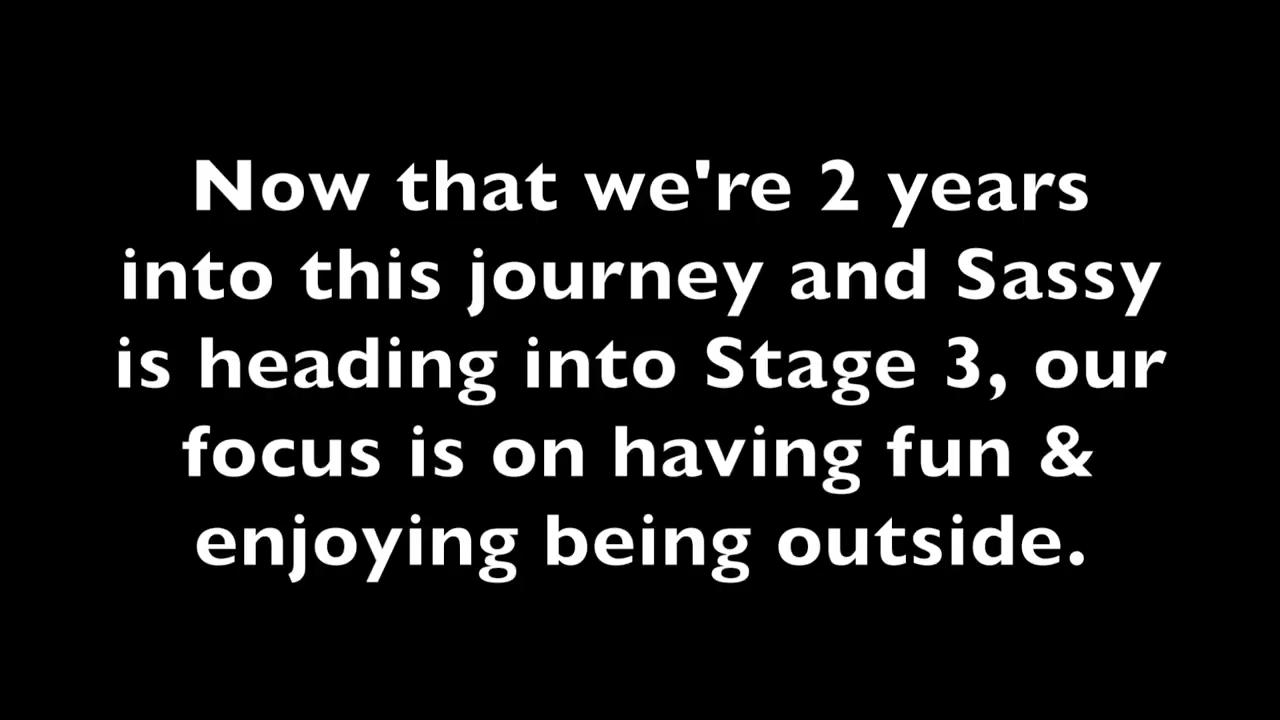 Now that we're 2 years
into this journey and Sassy
is heading into Stage 3, our
focus is on having fun &
enjoying being outside.